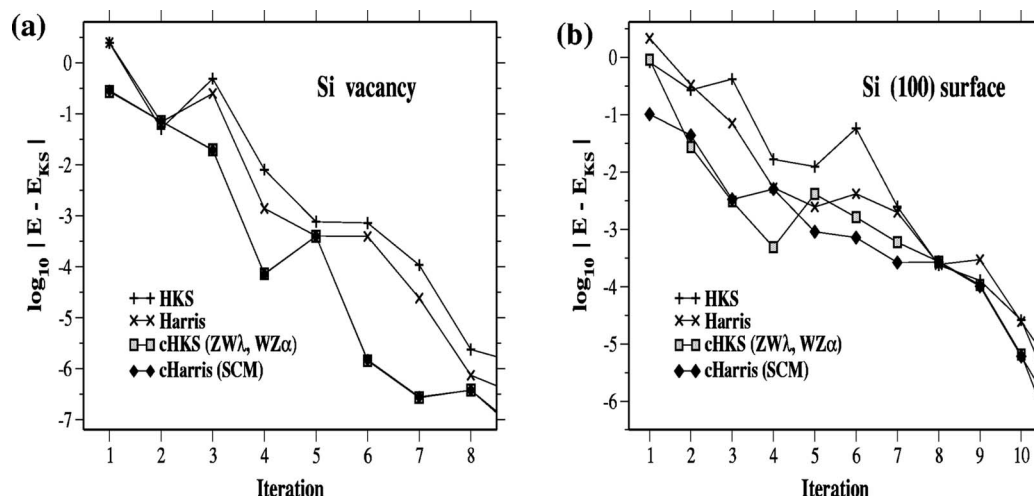 (a)
Si vacancy
log10 | E - EKS |
0
-1
-2
-3
-4
-5
-6
-7
HKS
Harris
cHKS (ZWλ, WZα)
cHarris (SCM)
1 2 3 4 5 6 7 8
Iteration
(b)
Si (100) surface
log10 | E - EKS |
0
-1
-2
-3
-4
-5
-6
HKS
Harris
cHKS (ZWλ, WZα)
cHarris (SCM)
1 2 3 4 5 6 7 8 9 10
Iteration